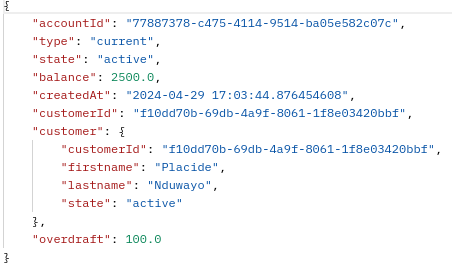 {
"accountId": "77887378-c475-4114-9514-ba05e582c07c",
"type": "current",
"state": "active",
"balance": 2500.0,
"createdAt": "2024-04-29 17:03:44.876454608",
"customerId": "f10dd70b-69db-4a9f-8061-1f8e03420bbf",
"customer": {
"customerId": "f10dd70b-69db-4a9f-8061-1f8e03420bbf",
"firstname": "Placide",
"lastname": "Nduwayo",
"state": "active"
},
"overdraft": 100.0
}